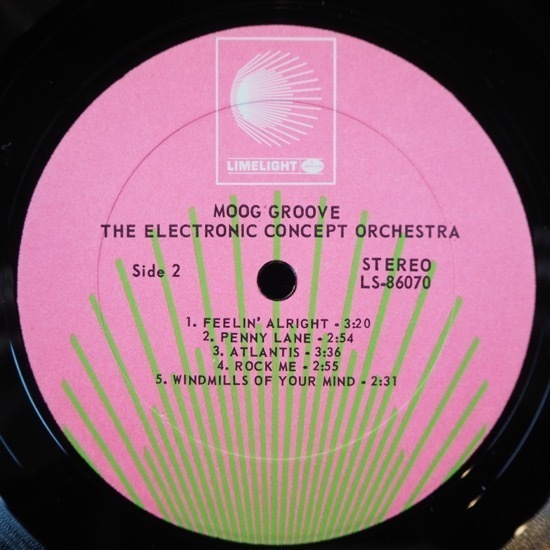 LIMELIGHT
MOOG GROOVE
THE ELECTRONIC CONCEPT ORCHESTRA
Side 2
STEREO
LS-86070
1. FEELIN' ALRIGHT - 3:20
2. PENNY LANE - 2:54
3. ATLANTIS - 3:36
4. ROCK ME - 2:55
5. WINDMILLS OF YOUR MIND - 2:31